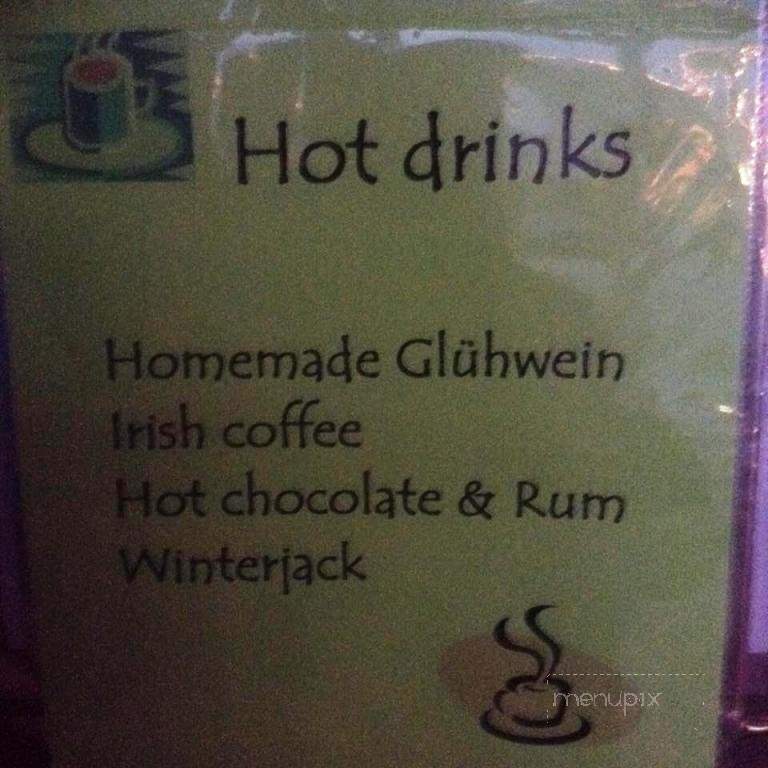 Hot drinks
Homemade Glühwein
Irish coffee
Hot chocolate & Rum
Winterjack
menupix